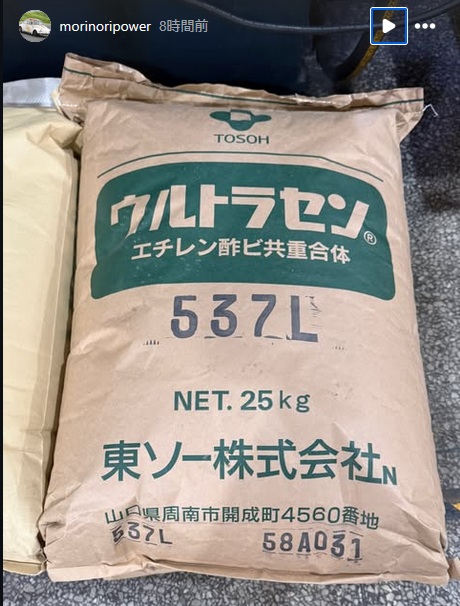 morinoripower 8時間前
TOSOH
ウルトラセン®
エチレン酢ビ共重合体
537L
NET. 25kg
東ソー株式会社N
山口県周南市開成町4560番地
537L 58A031